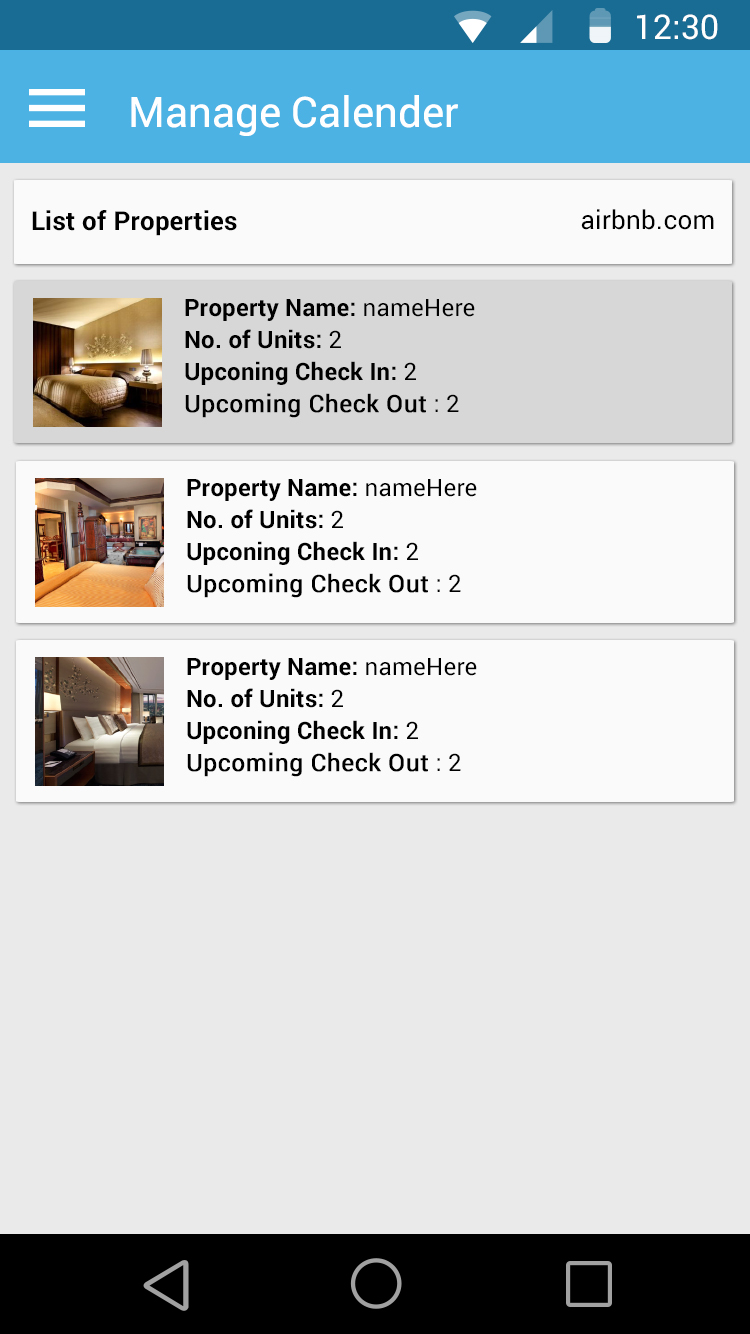 12:30
Manage Calender
List of Properties airbnb.com
Property Name: nameHere
No. of Units: 2
Upconing Check In: 2
Upcoming Check Out : 2
Property Name: nameHere
No. of Units: 2
Upconing Check In: 2
Upcoming Check Out : 2
Property Name: nameHere
No. of Units: 2
Upconing Check In: 2
Upcoming Check Out : 2